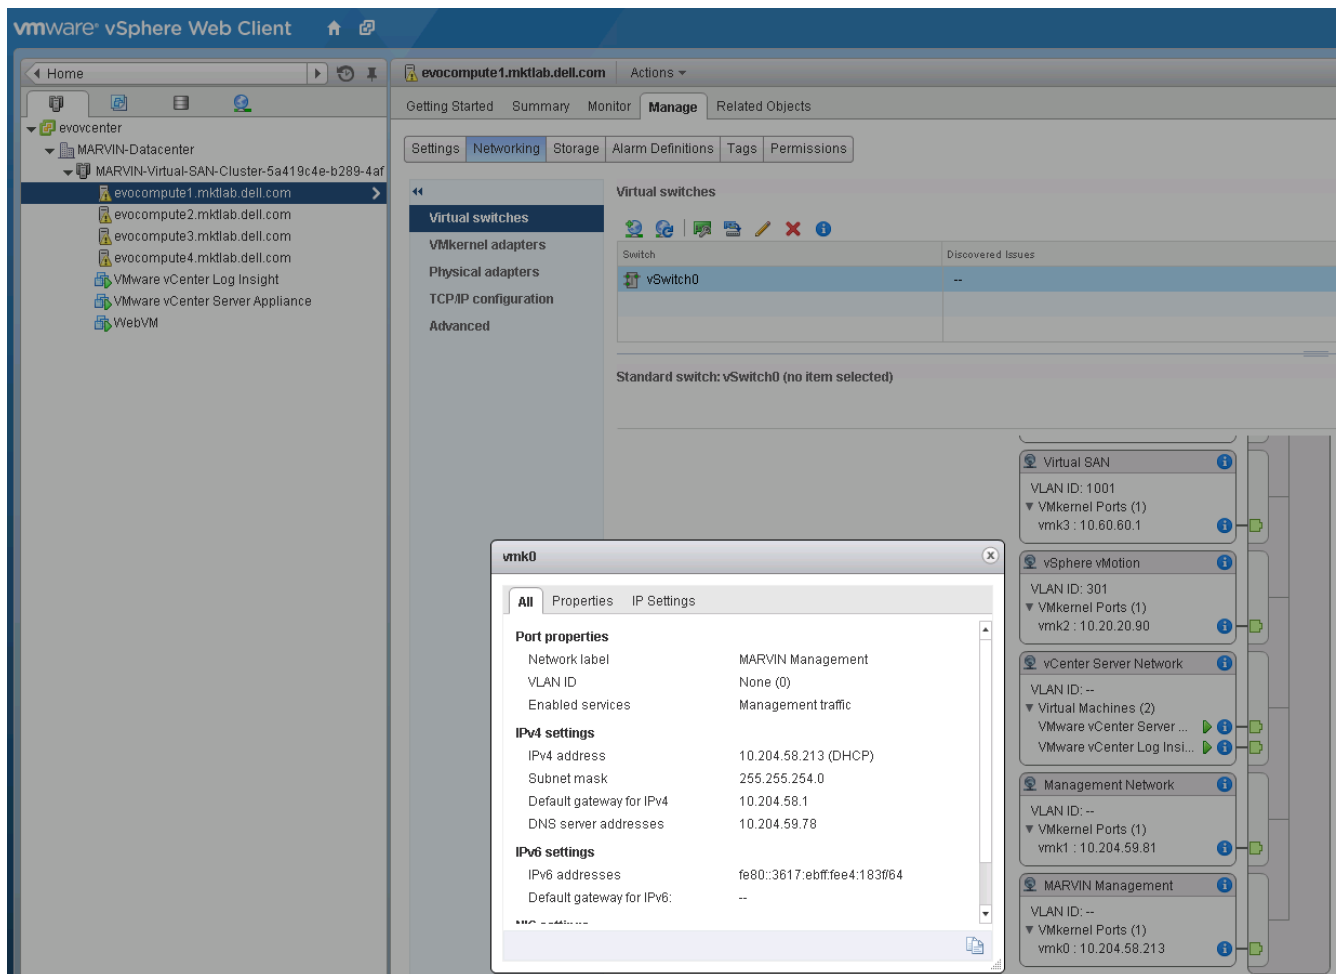 vmware® vSphere Web Client
Home
evovcenter
MARVIN-Datacenter
MARVIN-Virtual-SAN-Cluster-5a419c4e-b289-4af
evocompute1.mktlab.dell.com
evocompute2.mktlab.dell.com
evocompute3.mktlab.dell.com
evocompute4.mktlab.dell.com
VMware vCenter Log Insight
VMware vCenter Server Appliance
WebVM
evocompute1.mktlab.dell.com Actions
Getting Started Summary Monitor Manage Related Objects
Settings Networking Storage Alarm Definitions Tags Permissions
Virtual switches
VMkernel adapters
Physical adapters
TCP/IP configuration
Advanced
Virtual switches
Switch Discovered Issues
vSwitch0 --
Standard switch: vSwitch0 (no item selected)
Virtual SAN
VLAN ID: 1001
VMkernel Ports (1)
vmk3 : 10.60.60.1
vSphere vMotion
VLAN ID: 301
VMkernel Ports (1)
vmk2 : 10.20.20.90
vCenter Server Network
VLAN ID: --
Virtual Machines (2)
VMware vCenter Server ...
VMware vCenter Log Insi...
Management Network
VLAN ID: --
VMkernel Ports (1)
vmk1 : 10.204.59.81
MARVIN Management
VLAN ID: --
VMkernel Ports (1)
vmk0 : 10.204.58.213
vmk0
All Properties IP Settings
Port properties
Network label MARVIN Management
VLAN ID None (0)
Enabled services Management traffic
IPv4 settings
IPv4 address 10.204.58.213 (DHCP)
Subnet mask 255.255.254.0
Default gateway for IPv4 10.204.58.1
DNS server addresses 10.204.59.78
IPv6 settings
IPv6 addresses fe80::3617:ebff:fee4:183f/64
Default gateway for IPv6: --